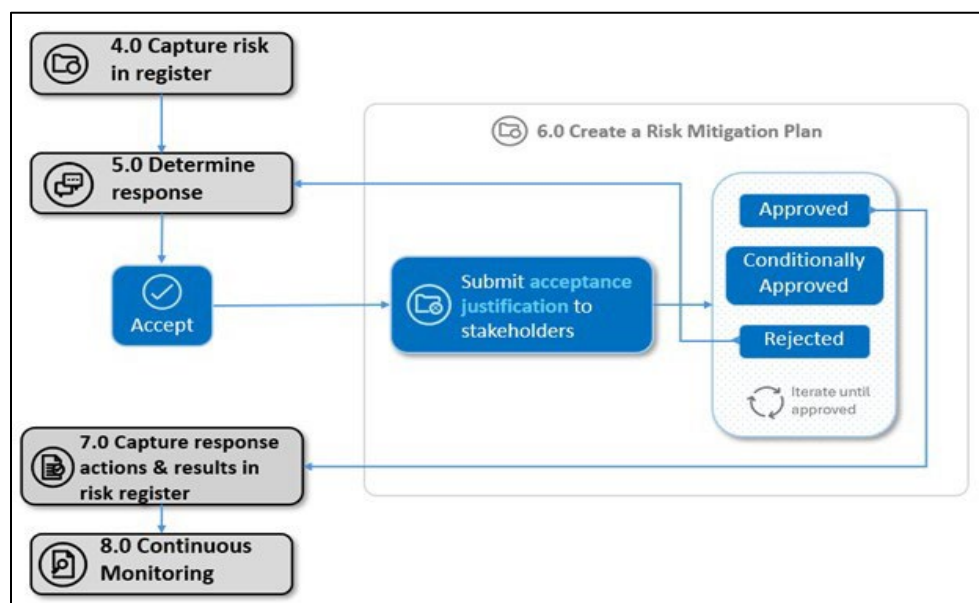 4.0 Capture risk
in register
6.0 Create a Risk Mitigation Plan
5.0 Determine
response
Accept
Submit acceptance
justification to
stakeholders
Approved
Conditionally
Approved
Rejected
Iterate until
approved
7.0 Capture response
actions & results in
risk register
8.0 Continuous
Monitoring